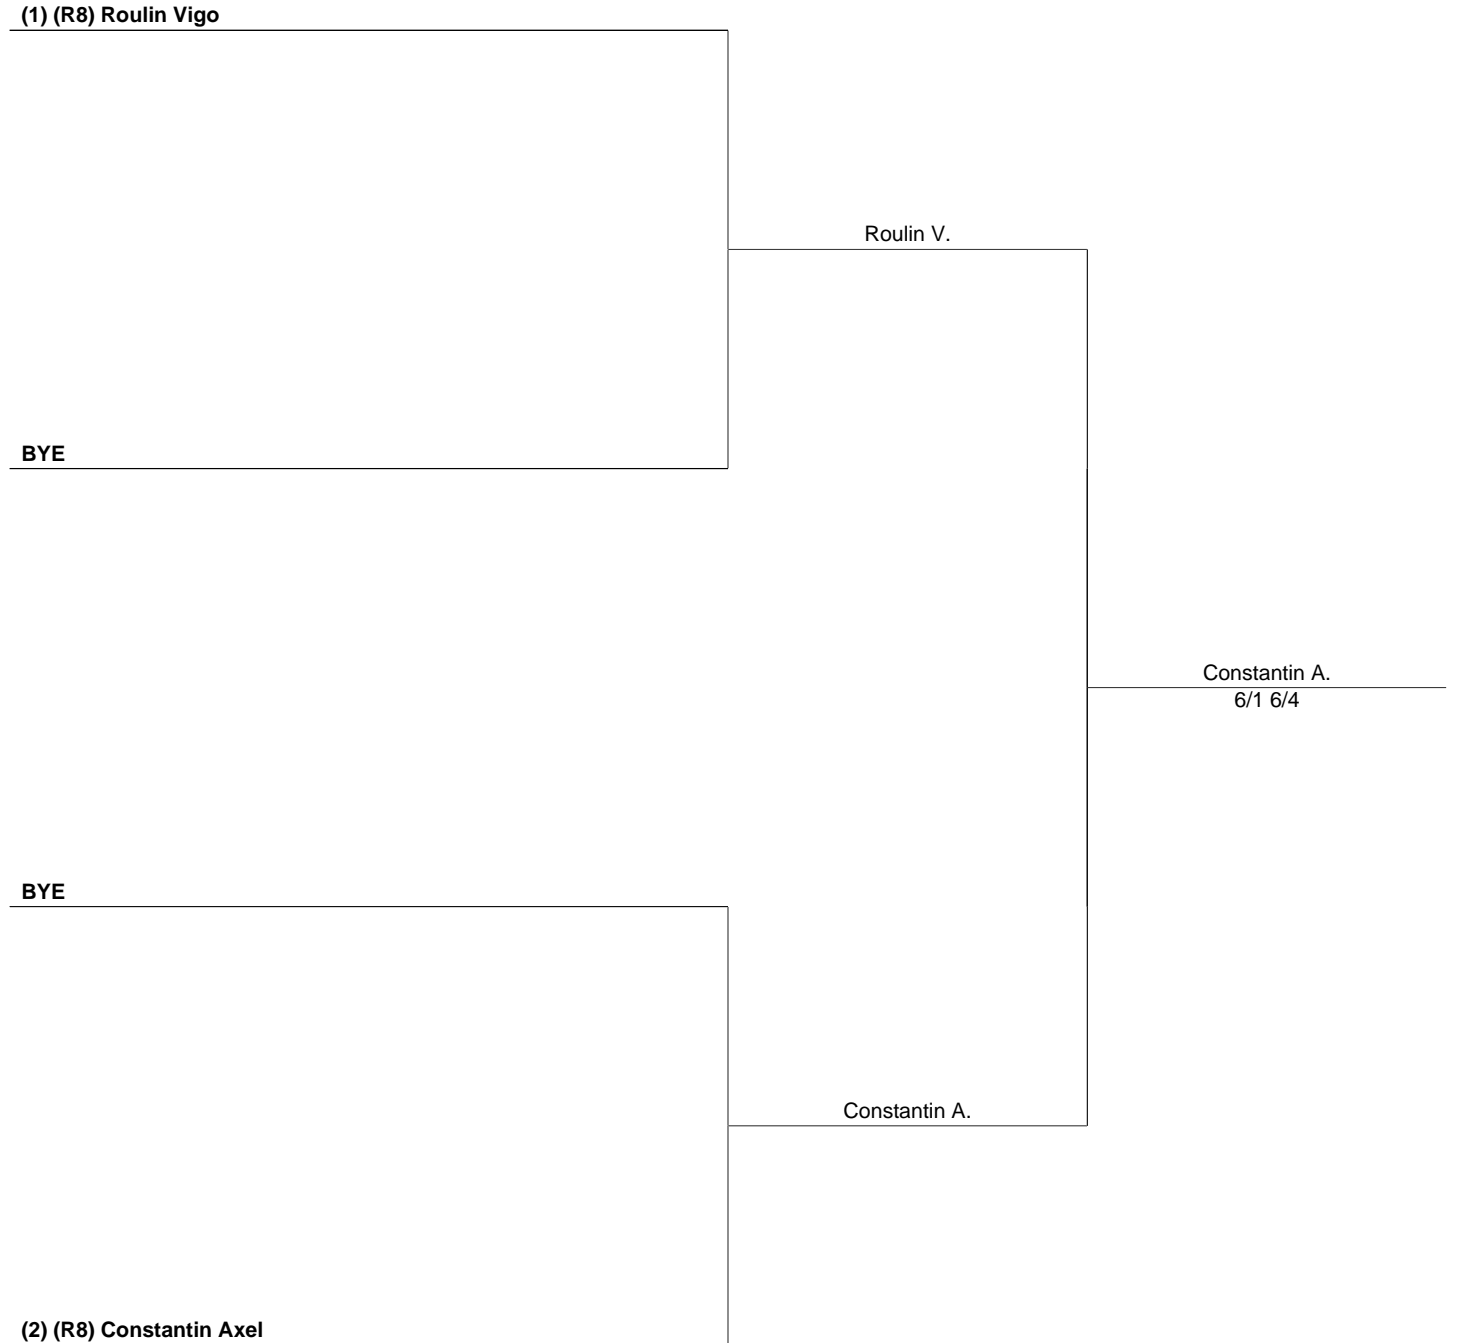 (1) (R8) Roulin Vigo
Roulin V.
BYE
Constantin A.
6/1 6/4
BYE
Constantin A.
(2) (R8) Constantin Axel